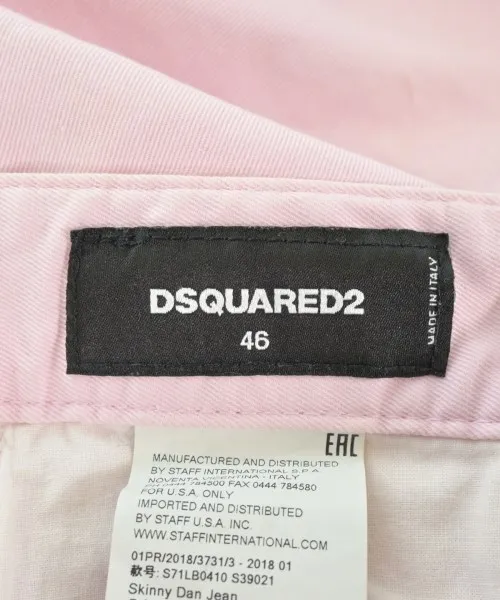 DSQUARED2
46
MADE IN ITALY
EAC
MANUFACTURED AND DISTRIBUTED
BY STAFF INTERNATIONAL S.P.A.
NOVENTA VICENTINA - ITALY
784500 FAX 0444 784580
FOR U.S.A. ONLY
IMPORTED AND DISTRIBUTED
BY STAFF U.S.A. INC.
WWW.STAFFINTERNATIONAL.COM
01PR/2018/3731/3 - 2018 01
款号: S71LB0410 S39021
Skinny Dan Jean